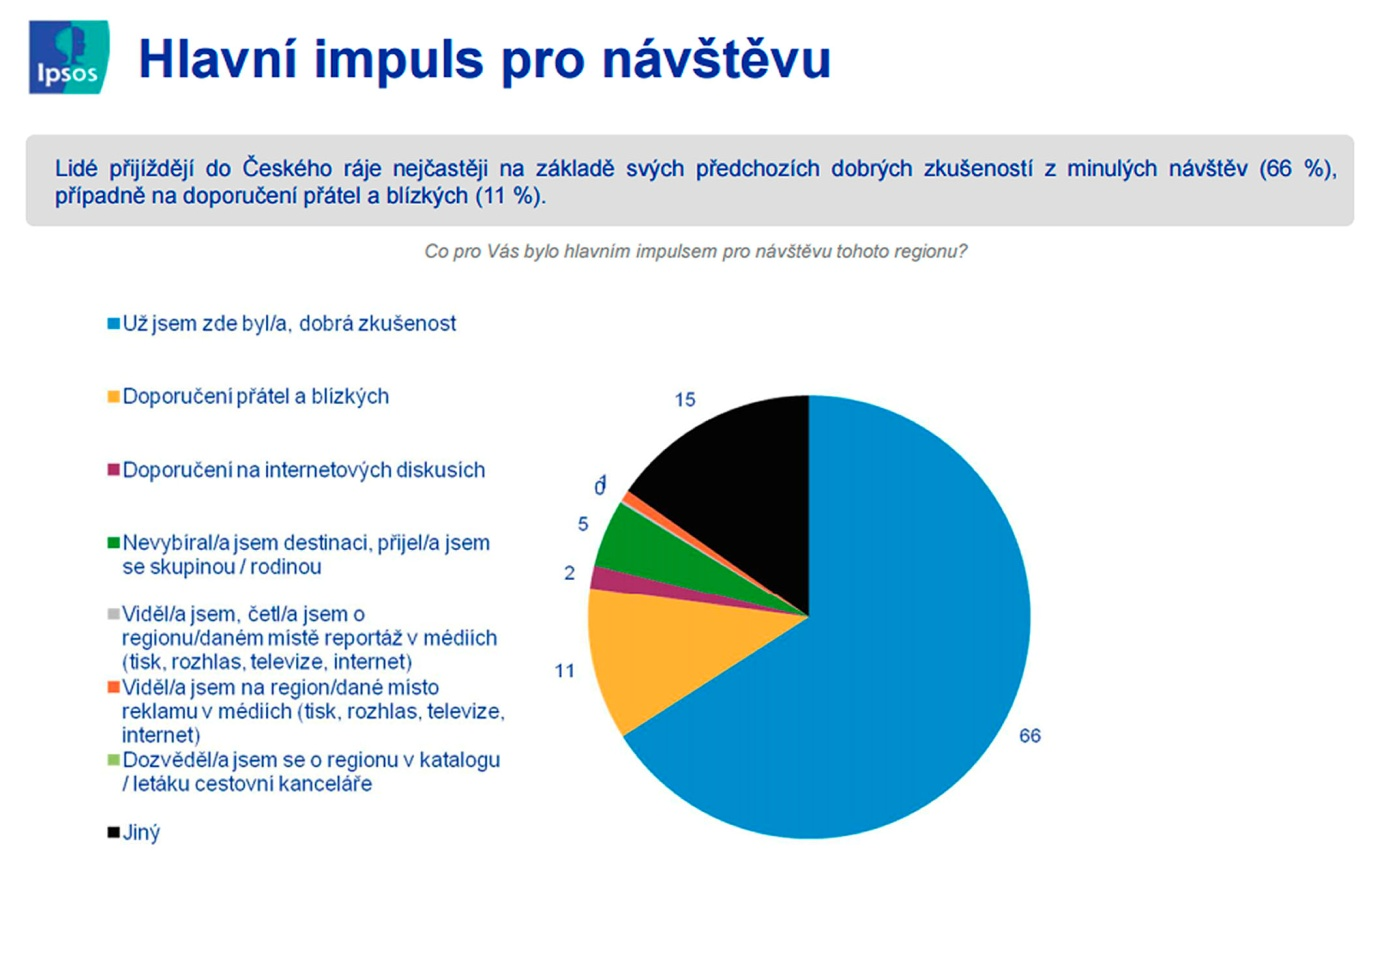 Ipsos
Hlavní impuls pro návštěvu
Lidé přijíždějí do Českého ráje nejčastěji na základě svých předchozích dobrých zkušeností z minulých návštěv (66 %),
případně na doporučení přátel a blízkých (11 %).
Co pro Vás bylo hlavním impulsem pro návštěvu tohoto regionu?
Už jsem zde byl/a, dobrá zkušenost
Doporučení přátel a blízkých
Doporučení na internetových diskusích
Nevybíral/a jsem destinaci, přijel/a jsem
se skupinou / rodinou
Viděl/a jsem, četl/a jsem o
regionu/daném místě reportáž v médiích
(tisk, rozhlas, televize, internet)
Viděl/a jsem na region/dané místo
reklamu v médiích (tisk, rozhlas, televize,
internet)
Dozvěděl/a jsem se o regionu v katalogu
/ letáku cestovní kanceláře
Jiný
15
1
0
5
2
11
66